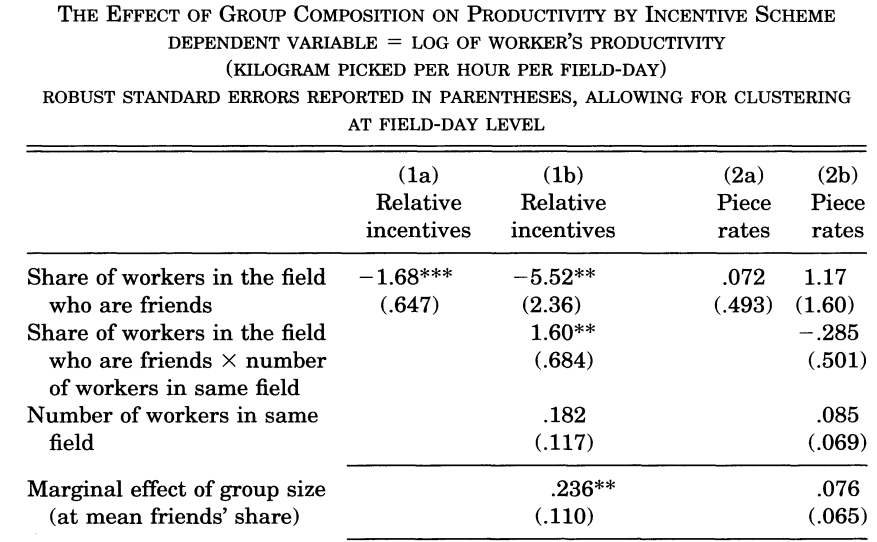 THE EFFECT OF GROUP COMPOSITION ON PRODUCTIVITY BY INCENTIVE SCHEME
DEPENDENT VARIABLE = LOG OF WORKER'S PRODUCTIVITY
(KILOGRAM PICKED PER HOUR PER FIELD-DAY)
ROBUST STANDARD ERRORS REPORTED IN PARENTHESES, ALLOWING FOR CLUSTERING
AT FIELD-DAY LEVEL
(1a) (1b) (2a) (2b)
Relative Relative Piece Piece
incentives incentives rates rates
Share of workers in the field −1.68*** −5.52** .072 1.17
who are friends (.647) (2.36) (.493) (1.60)
Share of workers in the field 1.60** −.285
who are friends × number (.684) (.501)
of workers in same field
Number of workers in same .182 .085
field (.117) (.069)
Marginal effect of group size .236** .076
(at mean friends' share) (.110) (.065)